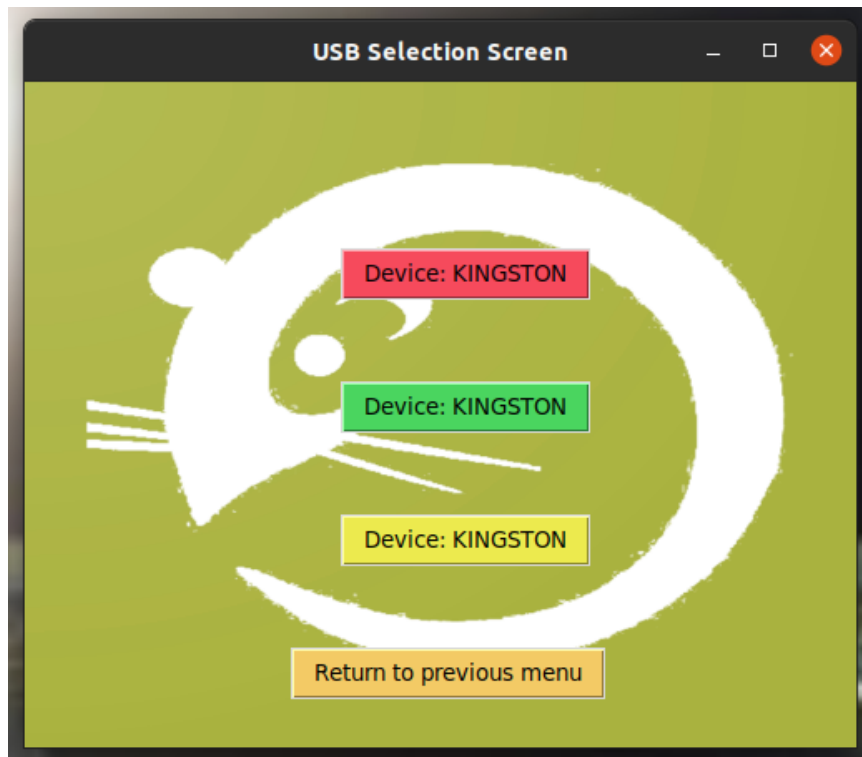 USB Selection Screen
Device: KINGSTON
Device: KINGSTON
Device: KINGSTON
Return to previous menu